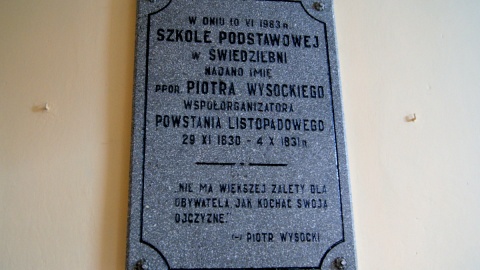 W DNIU 10 VI 1983 r.
SZKOLE PODSTAWOWEJ
W ŚWIEDZIEBNI
NADANO IMIĘ
PPOR. PIOTRA WYSOCKIEGO
WSPÓŁORGANIZATORA
POWSTANIA LISTOPADOWEGO
29 XI 1830 - 4 X 1831 r.
„NIE MA WIĘKSZEJ ZALETY DLA
OBYWATELA, JAK KOCHAĆ SWOJĄ
OJCZYZNĘ."
(-) PIOTR WYSOCKI